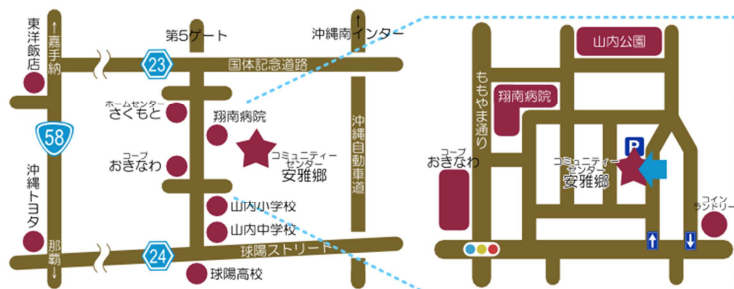 東洋飯店
←嘉手納
58
沖縄トヨタ
那覇→
第5ゲート
沖縄南インター
→
23
国体記念道路
ホームセンター
さくもと
翔南病院
コミュニティー
センター
安雅郷
コープ
おきなわ
沖縄自動車道
山内小学校
山内中学校
24
球陽ストリート
球陽高校
山内公園
ももやま通り
翔南病院
P
コープ
おきなわ
コミュニティー
センター
安雅郷
コイン
ランドリー
↑
↓